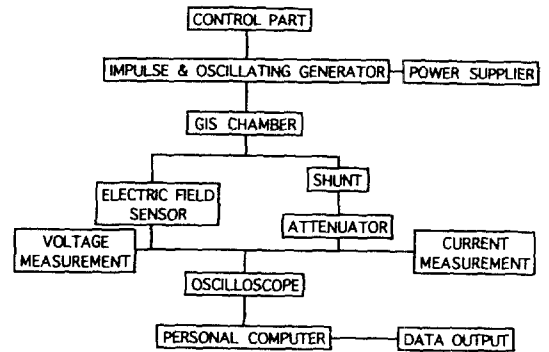 CONTROL PART
IMPULSE & OSCILLATING GENERATOR
POWER SUPPLIER
GIS CHAMBER
ELECTRIC FIELD
SENSOR
SHUNT
ATTENUATOR
VOLTAGE
MEASUREMENT
CURRENT
MEASUREMENT
OSCILLOSCOPE
PERSONAL COMPUTER
DATA OUTPUT